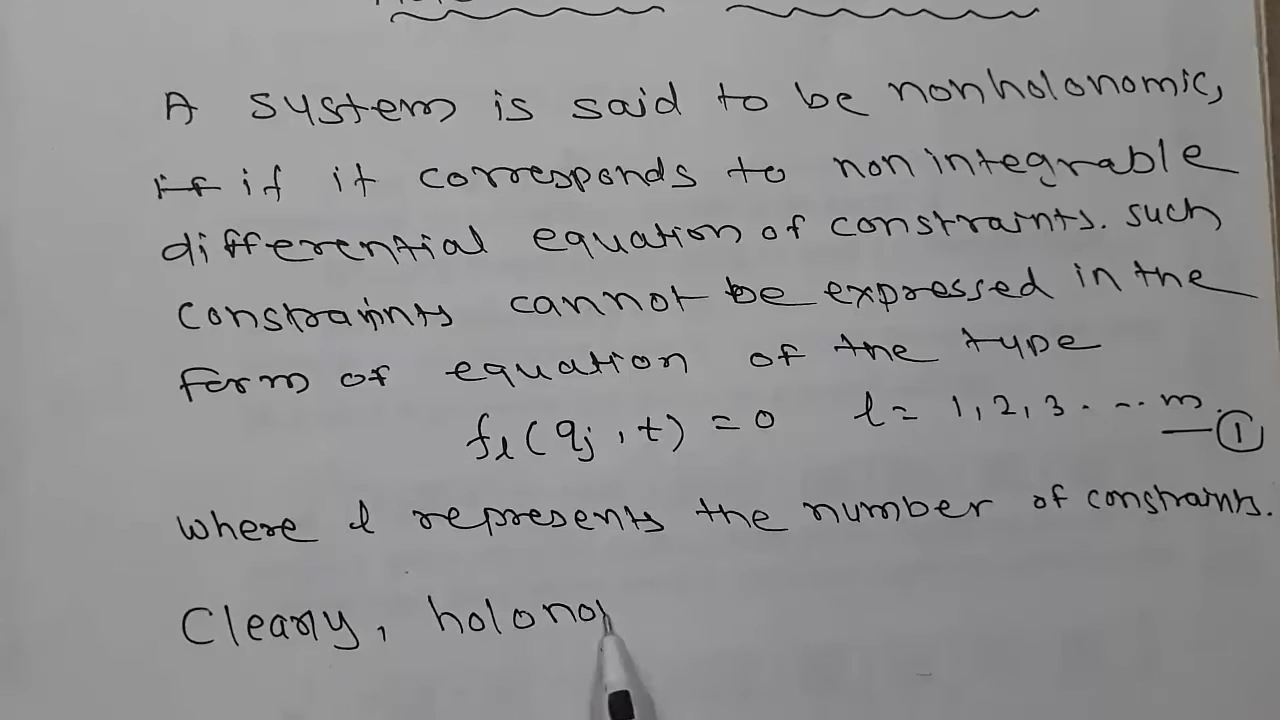 A system is said to be nonholonomic,
if it corresponds to non integrable
differential equation of constraints. such
constraints cannot be expressed in the
form of equation of the type
fₗ(qⱼ, t) = 0 l = 1, 2, 3 . ... m. — ①
where l represents the number of constraints.
Clearly, holono